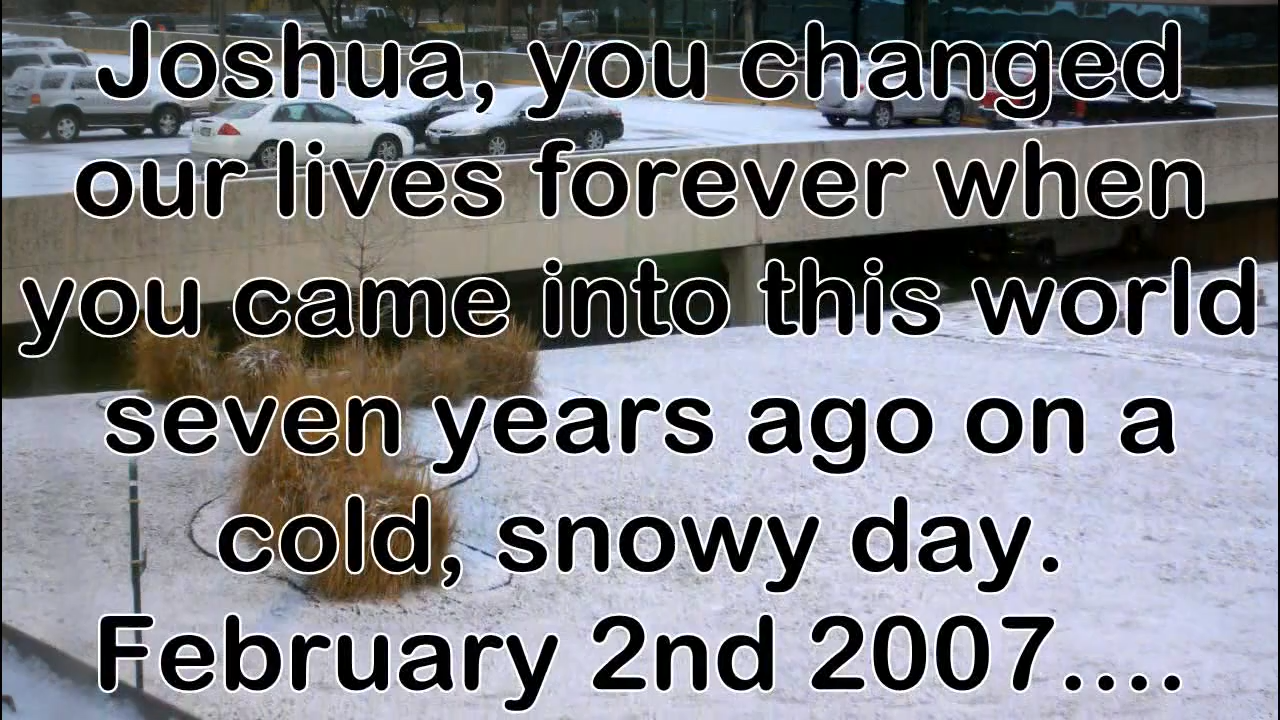 Joshua, you changed
our lives forever when
you came into this world
seven years ago on a
cold, snowy day.
February 2nd 2007....